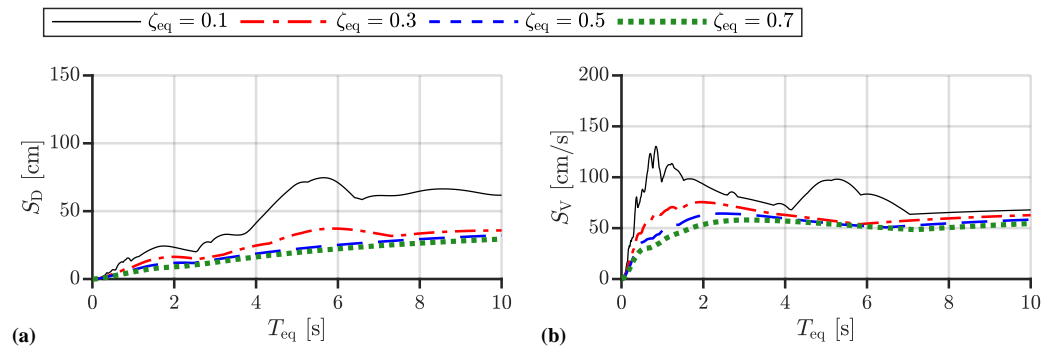 ζeq = 0.1 ζeq = 0.3 ζeq = 0.5 ζeq = 0.7
150
100
50
0
SD [cm]
0 2 4 6 8 10
Teq [s]
(a)
200
150
100
50
0
SV [cm/s]
0 2 4 6 8 10
Teq [s]
(b)